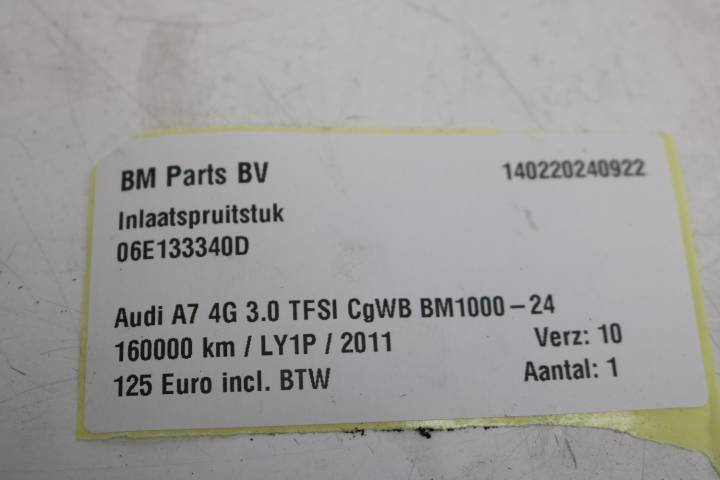 BM Parts BV 140220240922
Inlaatspruitstuk
06E133340D
Audi A7 4G 3.0 TFSI CgWB BM1000-24
160000 km / LY1P / 2011 Verz: 10
125 Euro incl. BTW Aantal: 1